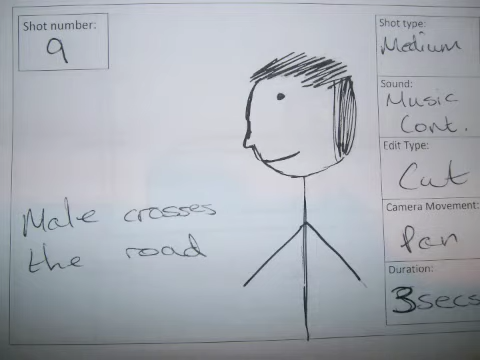 Shot number:
9
Male crosses
the road
Shot type:
Medium
Sound:
Music
Cont.
Edit Type:
Cut
Camera Movement:
Pan
Duration:
3secs